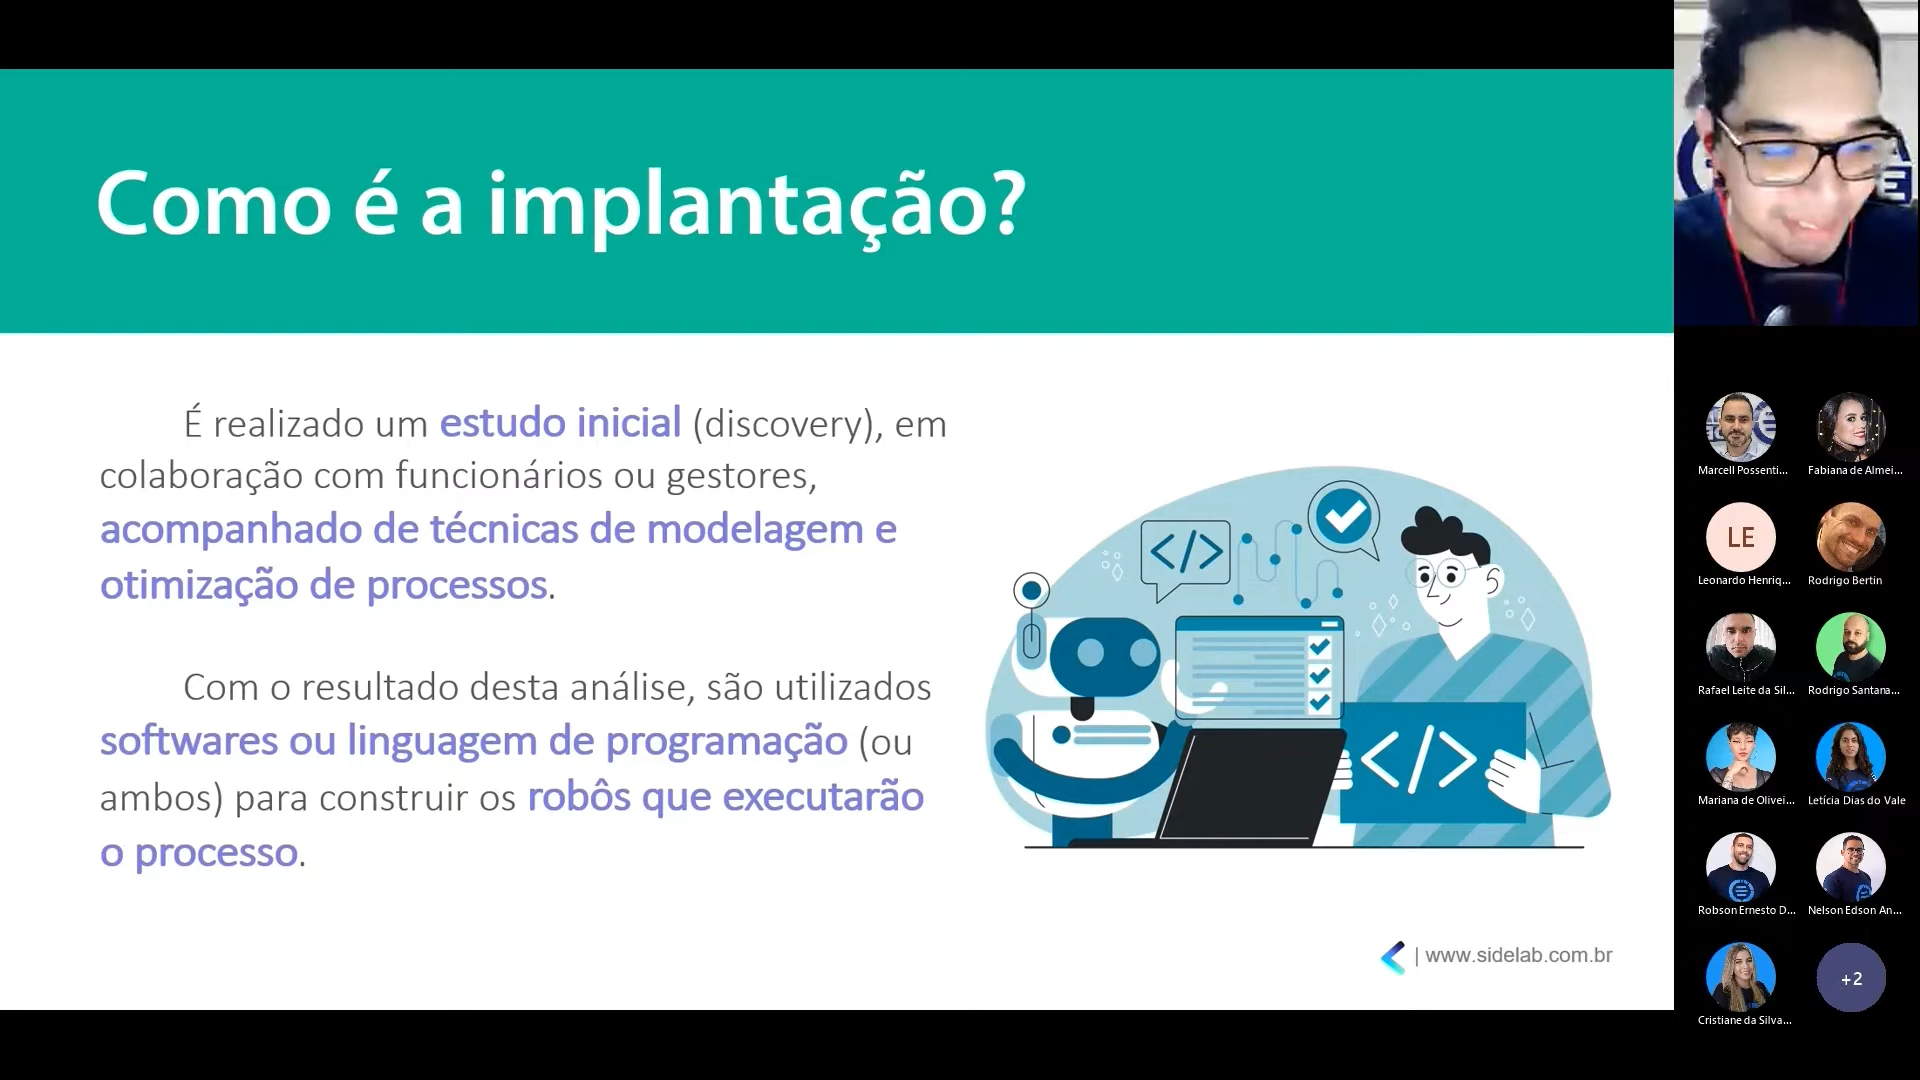 Como é a implantação?
É realizado um estudo inicial (discovery), em
colaboração com funcionários ou gestores,
acompanhado de técnicas de modelagem e
otimização de processos.
Com o resultado desta análise, são utilizados
softwares ou linguagem de programação (ou
ambos) para construir os robôs que executarão
o processo.
</>
</>
| www.sidelab.com.br
Marcell Possenti...
Fabiana de Almei...
LE
Leonardo Henriq...
Rodrigo Bertin
Rafael Leite da Sil...
Rodrigo Santana...
Mariana de Olivei...
Letícia Dias do Vale
Robson Ernesto D...
Nelson Edson An...
Cristiane da Silva...
+2